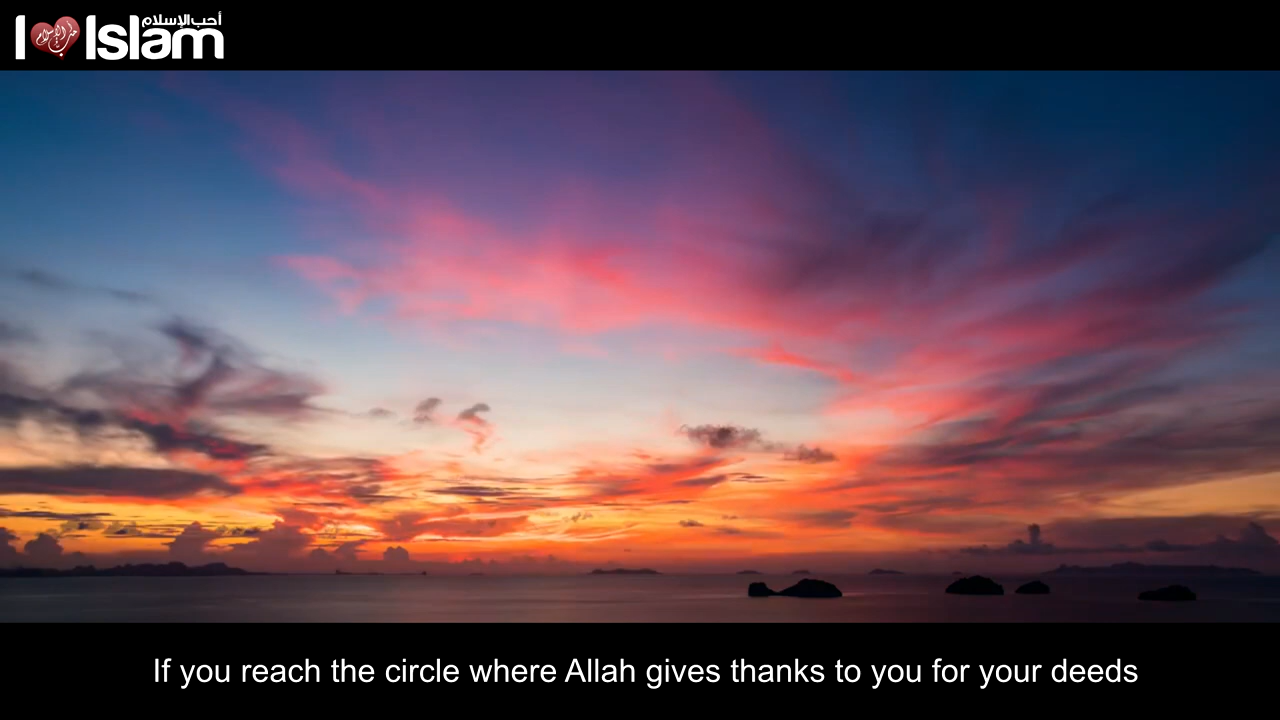 أحب الإسلام
I Islam
If you reach the circle where Allah gives thanks to you for your deeds